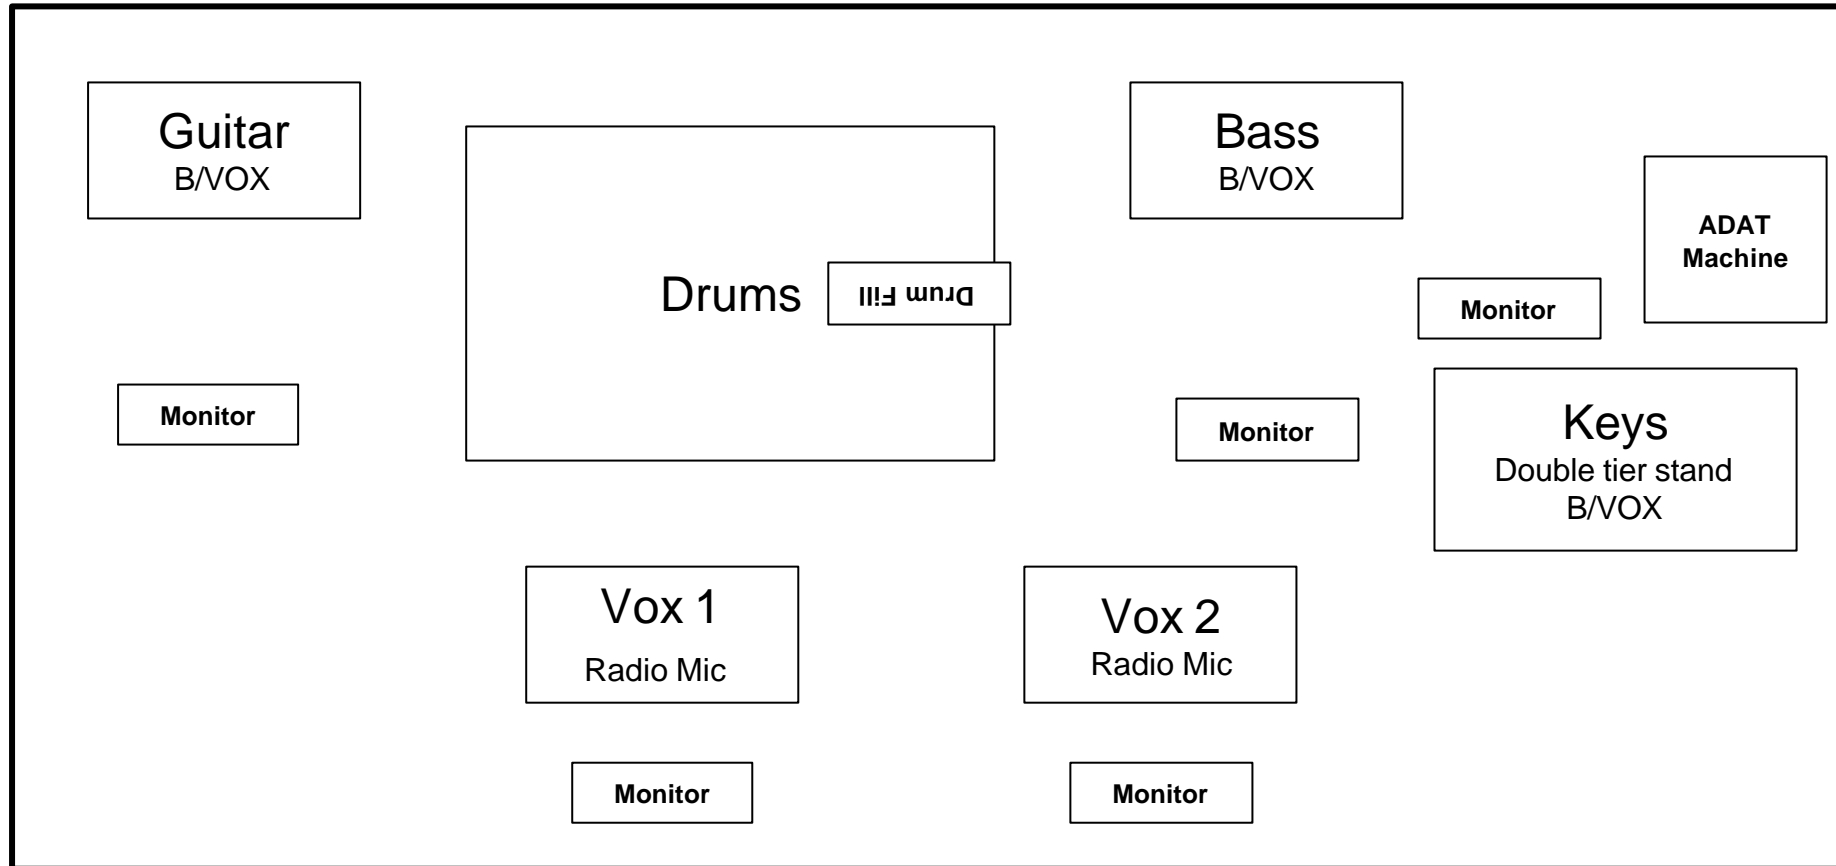 Guitar
B/VOX
Bass
B/VOX
ADAT
Machine
Drums
Drum Fill
Monitor
Monitor
Monitor
Keys
Double tier stand
B/VOX
Vox 1
Radio Mic
Vox 2
Radio Mic
Monitor
Monitor